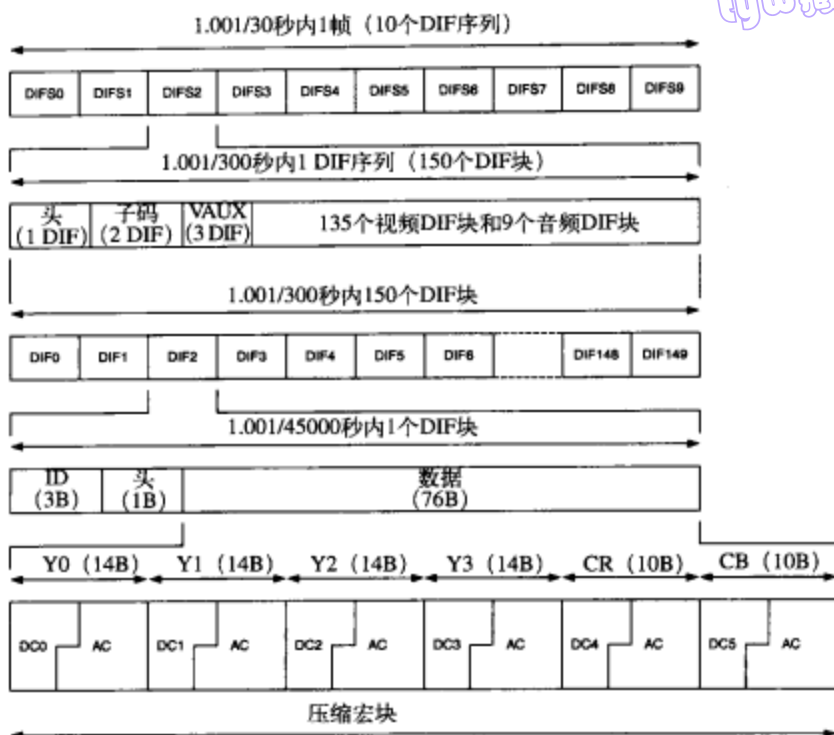 1.001/30秒内1帧（10个DIF序列）
DIFS0 DIFS1 DIFS2 DIFS3 DIFS4 DIFS5 DIFS6 DIFS7 DIFS8 DIFS9
1.001/300秒内1 DIF序列（150个DIF块）
头 子码 VAUX
(1 DIF) (2 DIF) (3 DIF) 135个视频DIF块和9个音频DIF块
1.001/300秒内150个DIF块
DIF0 DIF1 DIF2 DIF3 DIF4 DIF5 DIF6 DIF148 DIF149
1.001/45000秒内1个DIF块
ID 头 数据
(3B) (1B) (76B)
Y0（14B） Y1（14B） Y2（14B） Y3（14B） CR（10B） CB（10B）
DC0 AC DC1 AC DC2 AC DC3 AC DC4 AC DC5 AC
压缩宏块